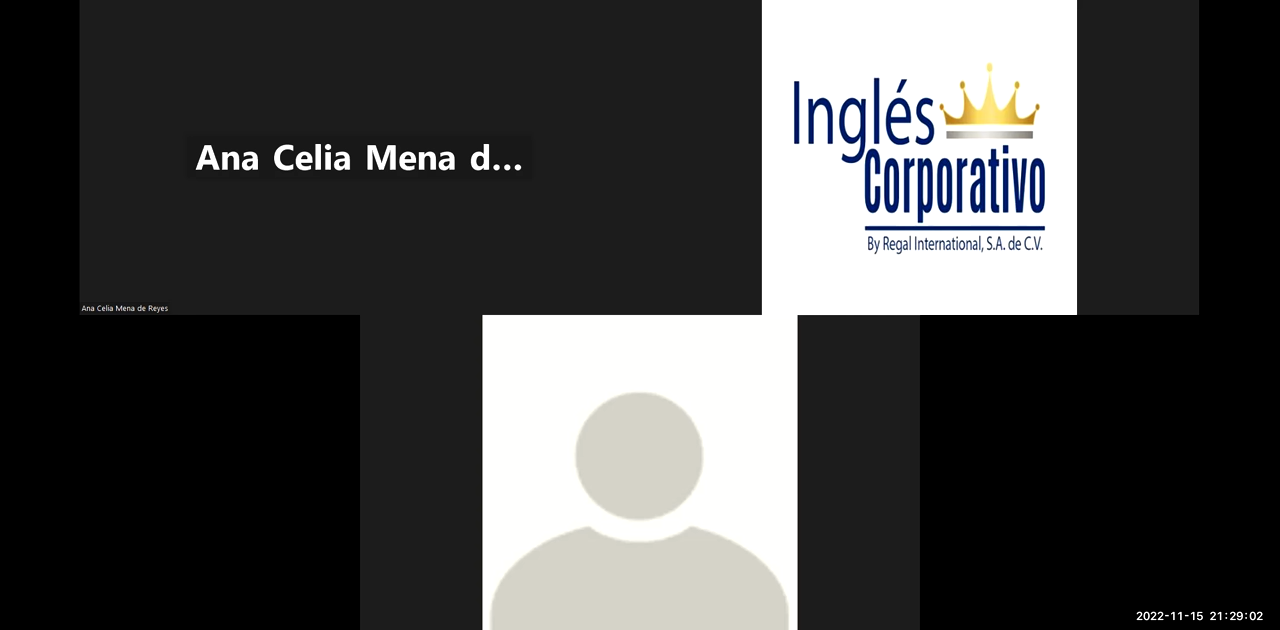 Ana Celia Mena d...
Inglés
Corporativo
By Regal International, S.A. de C.V.
Ana Celia Mena de Reyes
2022-11-15 21:29:02